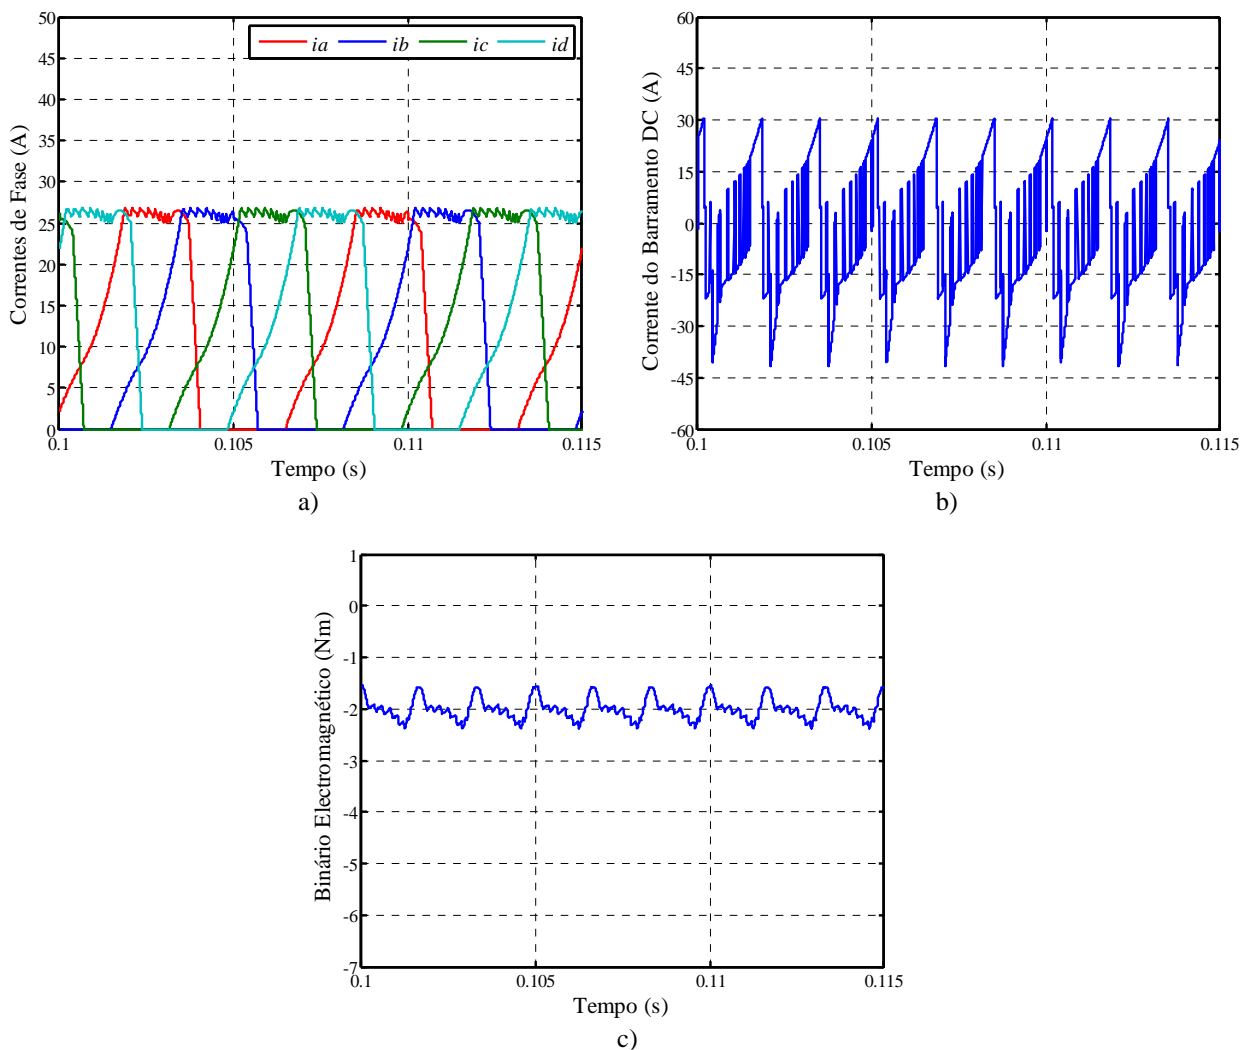 50
45
40
35
30
25
20
15
10
5
0
Correntes de Fase (A)
ia ib ic id
0.1 0.105 0.11 0.115
Tempo (s)
a)
60
45
30
15
0
-15
-30
-45
-60
Corrente do Barramento DC (A)
0.1 0.105 0.11 0.115
Tempo (s)
b)
1
0
-1
-2
-3
-4
-5
-6
-7
Binário Electromagnético (Nm)
0.1 0.105 0.11 0.115
Tempo (s)
c)